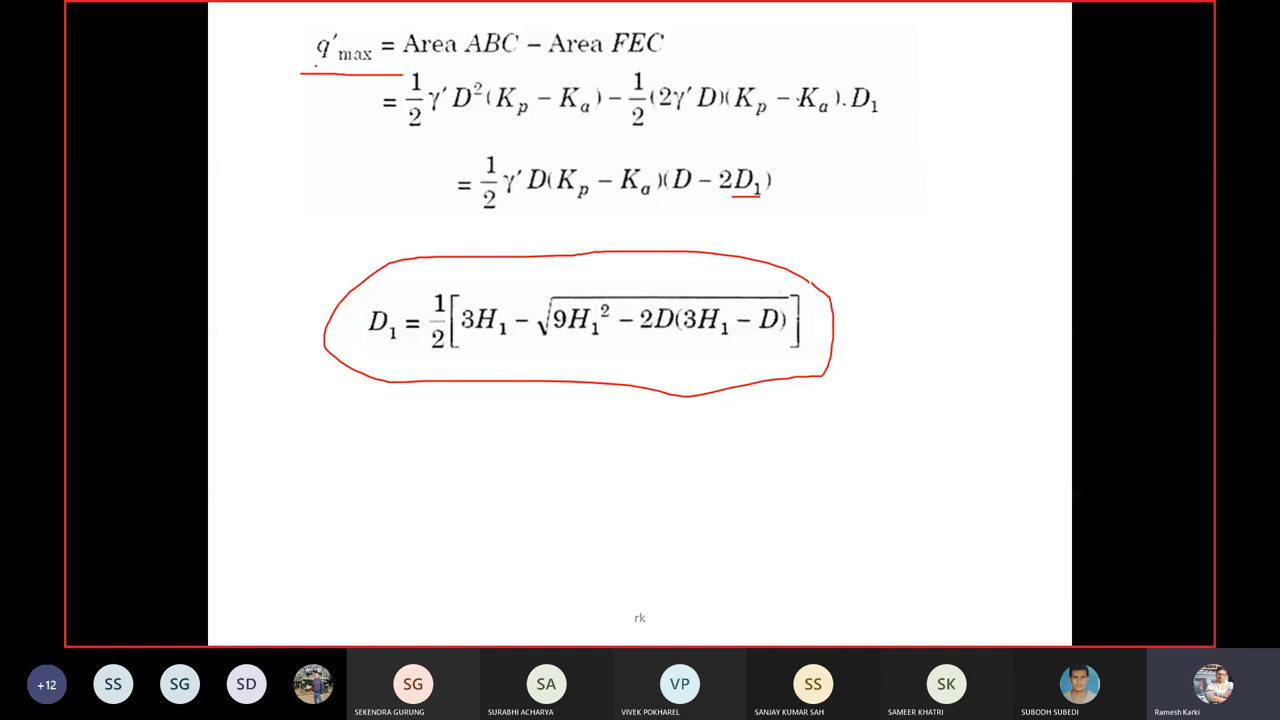 q′max = Area ABC − Area FEC
= 1/2 γ′ D²(Kp − Ka) − 1/2 (2γ′ D)(Kp − Ka).D1
= 1/2 γ′ D(Kp − Ka)(D − 2D1)
D1 = 1/2 [3H1 − √(9H1² − 2D(3H1 − D))]
rk
+12 SS SG SD SG SA VP SS SK
SEKENDRA GURUNG SURABHI ACHARYA VIVEK POKHAREL SANJAY KUMAR SAH SAMEER KHATRI SUBODH SUBEDI Ramesh Karki